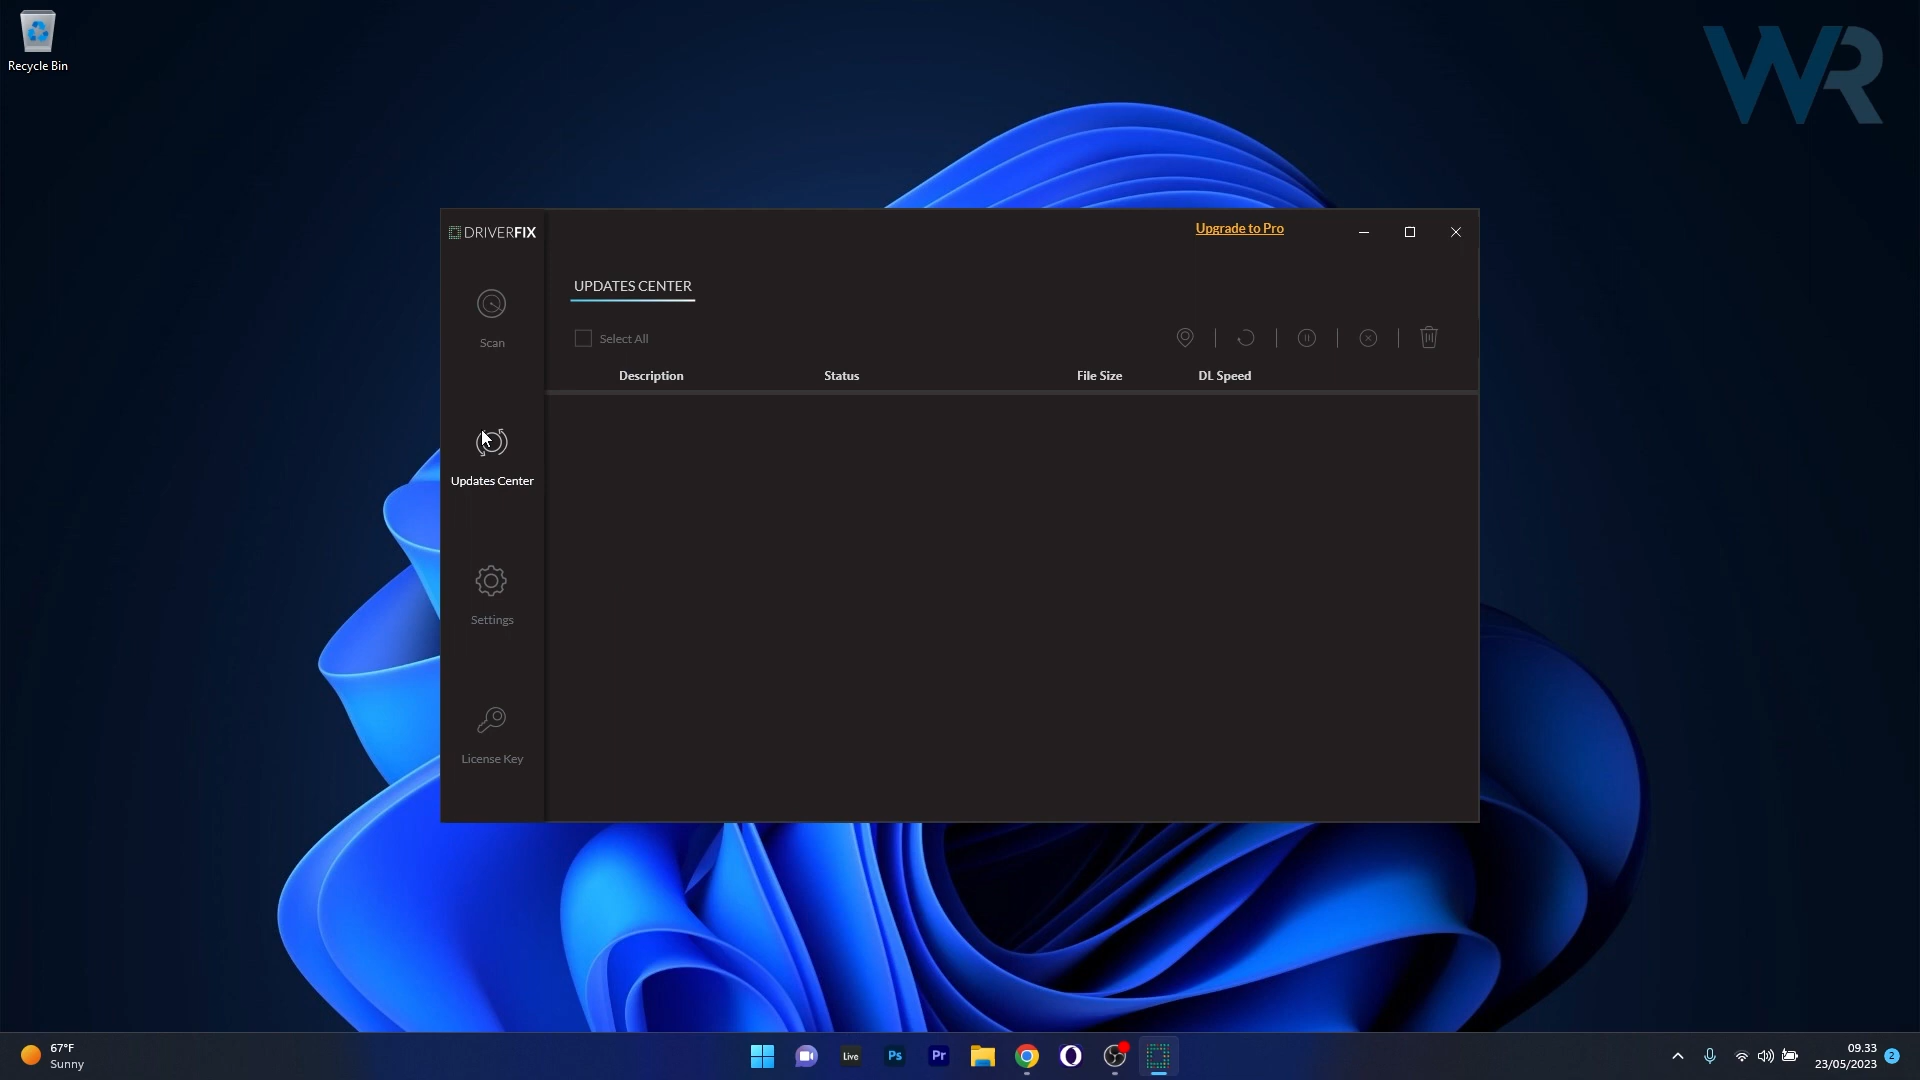 Recycle Bin
WR
DRIVERFIX
Upgrade to Pro
UPDATES CENTER
Scan
Select All
Description Status File Size DL Speed
Updates Center
Settings
License Key
67°F
Sunny
Live
Ps
Pr
09.33
23/05/2023
2